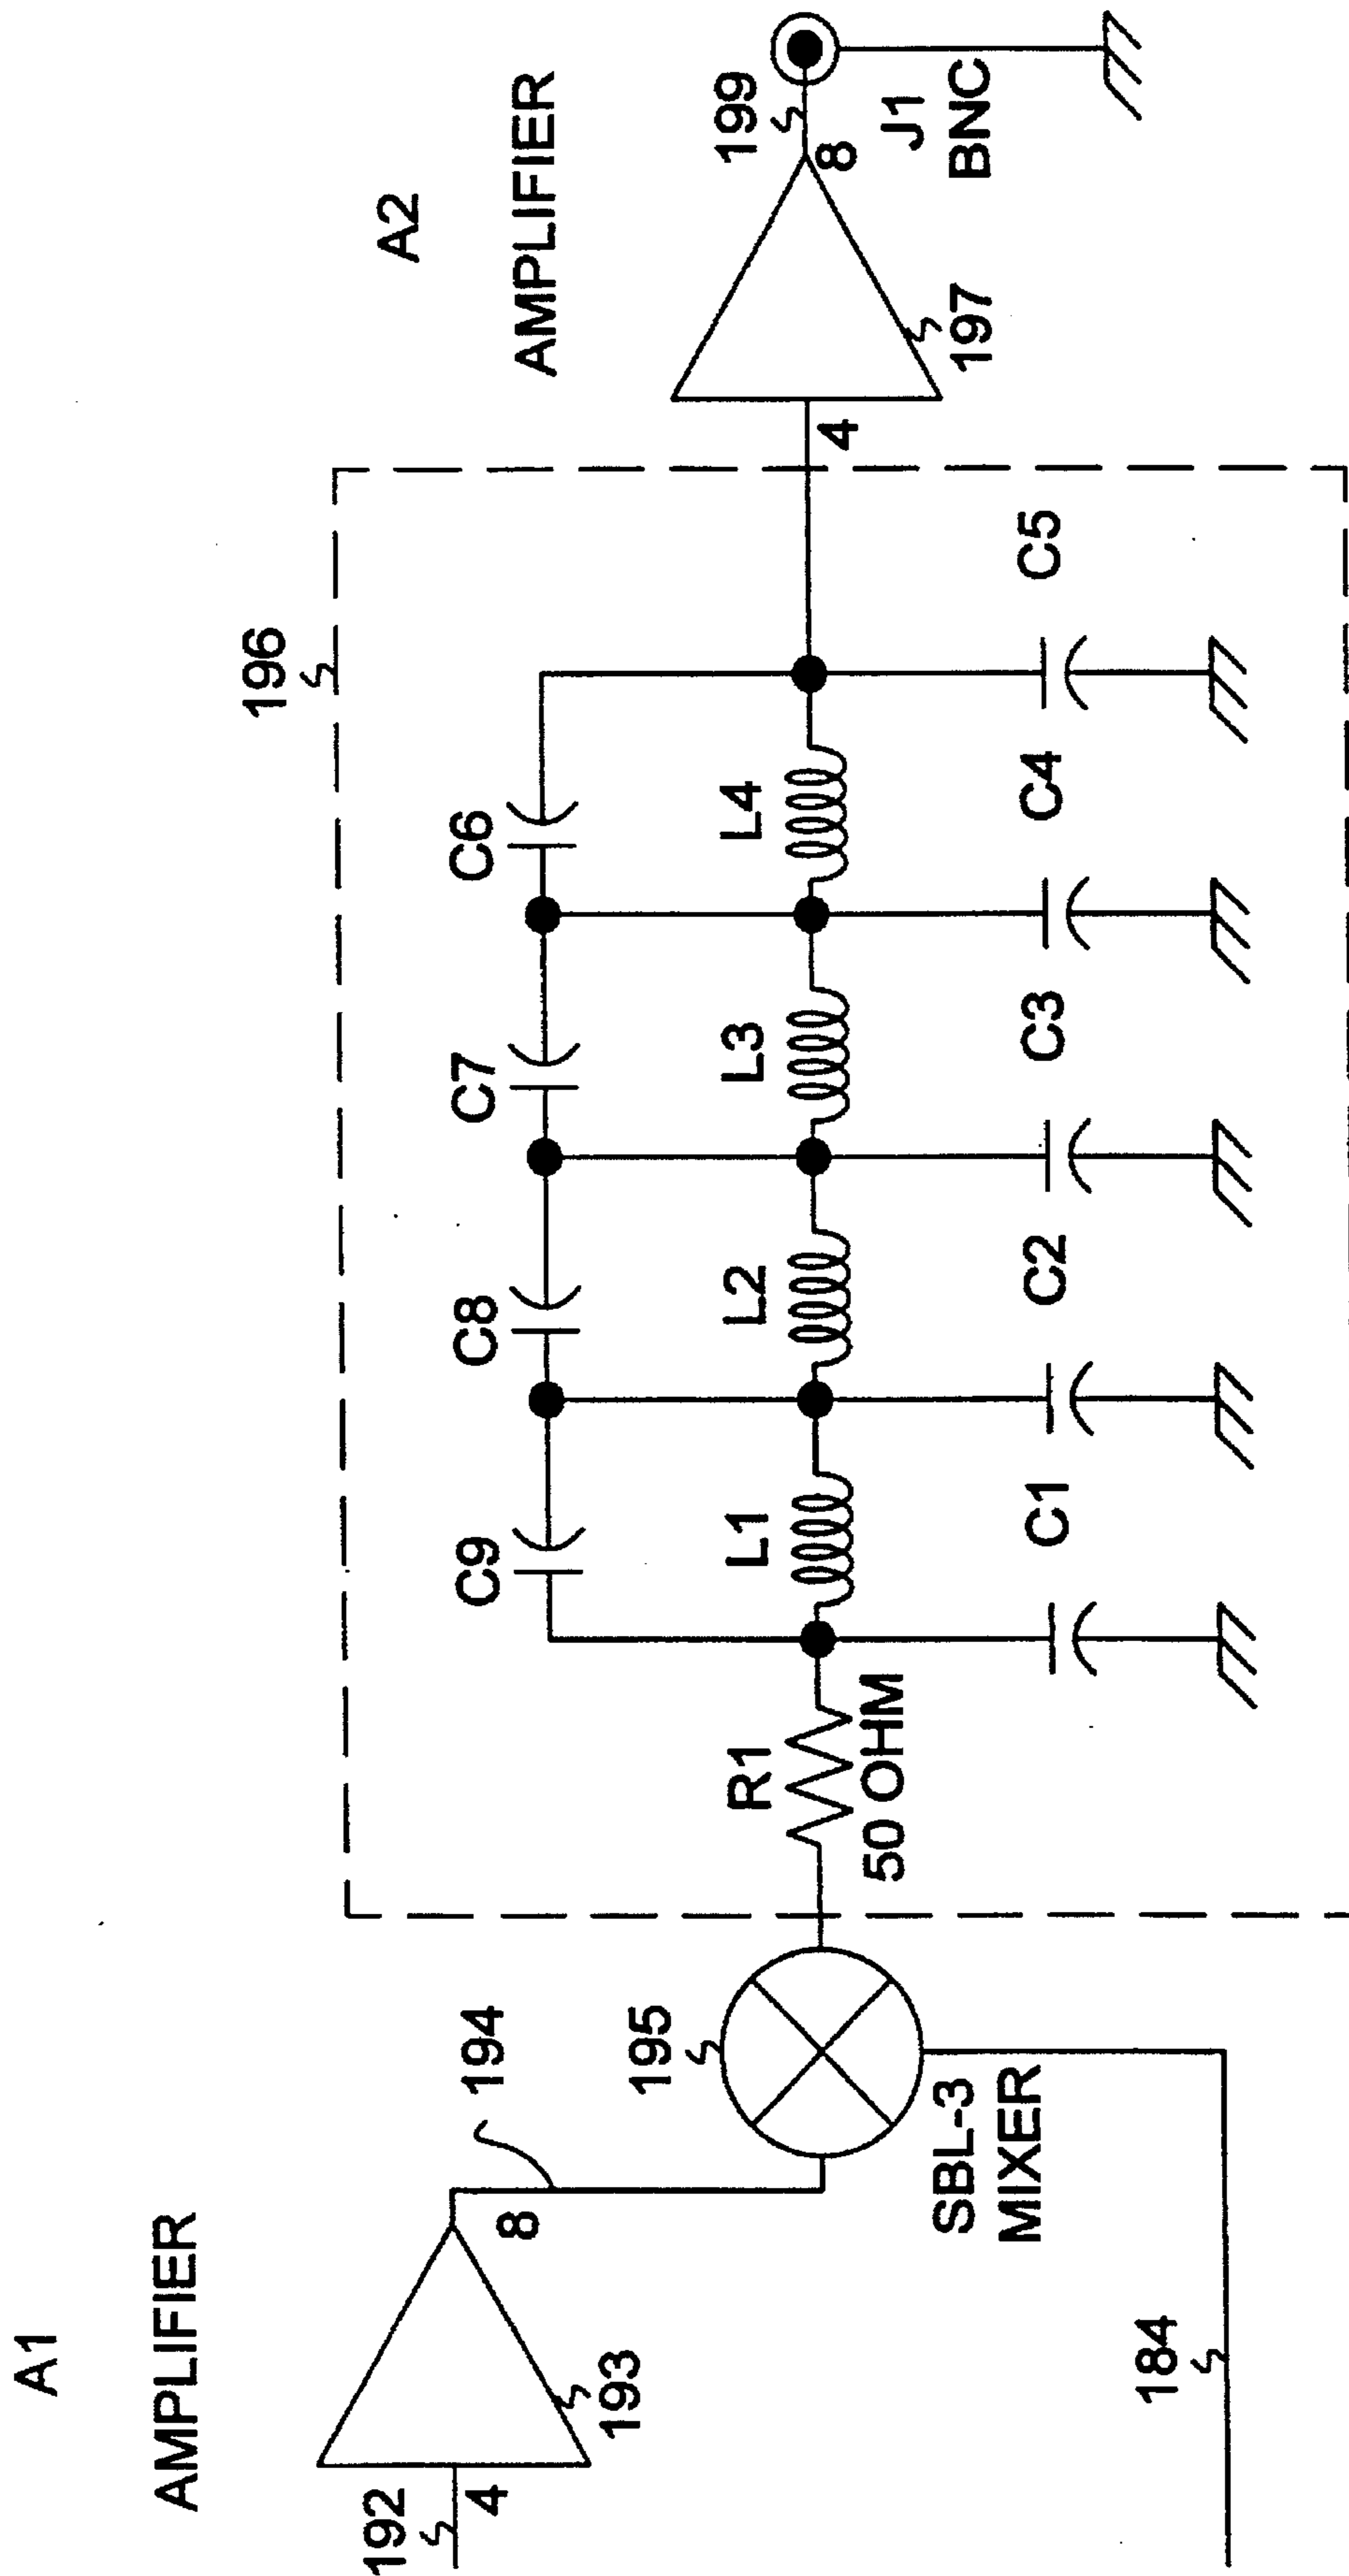 A1
AMPLIFIER
192
4
193
8
194
184
195
SBL-3
MIXER
196
R1
50 OHM
C9
C8
C7
C6
L1
L2
L3
L4
C1
C2
C3
C4
C5
A2
AMPLIFIER
4
197
8
199
J1
BNC